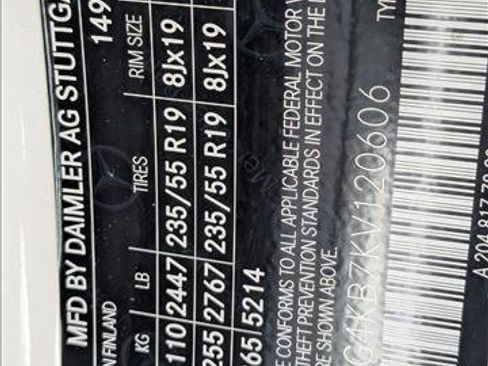 MFD BY DAIMLER AG STUTTGA
149
N FINLAND
KG LB TIRES RIM SIZE
110 2447 235/55 R19 8Jx19
255 2767 235/55 R19 8Jx19
65 5214
E CONFORMS TO ALL APPLICABLE FEDERAL MOTOR V
THEFT PREVENTION STANDARDS IN EFFECT ON THE
RE SHOWN ABOVE.
G4KB7KV120606
TY
A 204 817